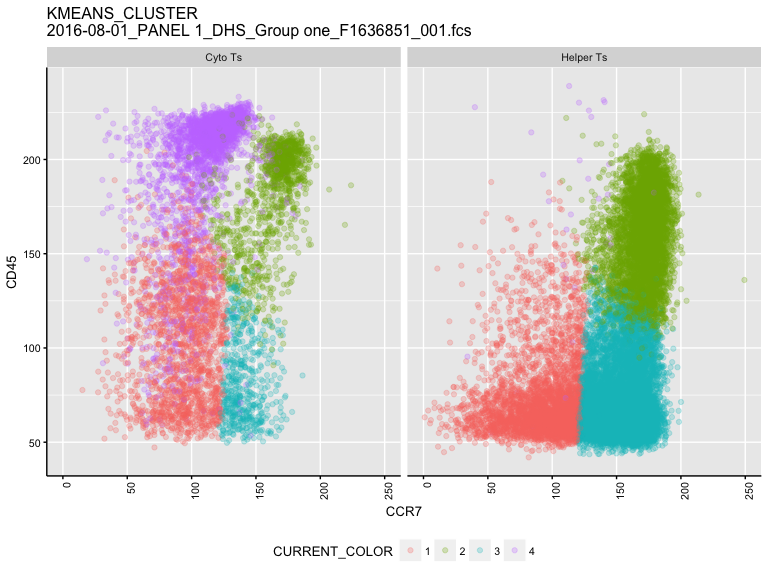 KMEANS_CLUSTER
2016-08-01_PANEL 1_DHS_Group one_F1636851_001.fcs
Cyto Ts
Helper Ts
CD45
200
150
100
50
0
50
100
150
200
250
0
50
100
150
200
250
CCR7
CURRENT_COLOR 1 2 3 4